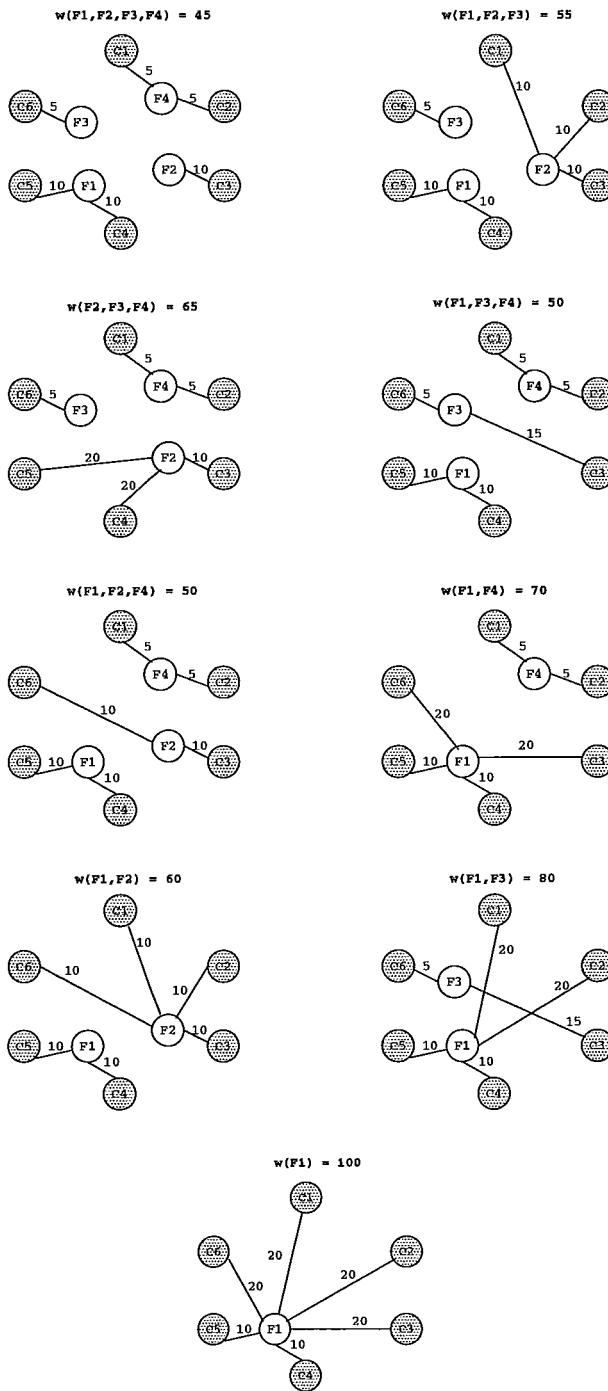 w(F1,F2,F3,F4) = 45
C1
5
F4
5
C2
C6
5
F3
F2
10
C3
C5
10
F1
10
C4
w(F1,F2,F3) = 55
C1
10
C6
5
F3
C2
10
F2
10
C3
C5
10
F1
10
C4
w(F2,F3,F4) = 65
C1
5
F4
5
C2
C6
5
F3
20
F2
10
C3
C5
20
C4
w(F1,F3,F4) = 50
C1
5
F4
5
C2
C6
5
F3
15
C3
C5
10
F1
10
C4
w(F1,F2,F4) = 50
C1
5
F4
5
C2
C6
10
F2
10
C3
C5
10
F1
10
C4
w(F1,F4) = 70
C1
5
F4
5
C2
C6
20
20
C5
10
F1
C3
10
C4
w(F1,F2) = 60
C1
10
C6
10
C2
10
F2
10
C3
C5
10
F1
10
C4
w(F1,F3) = 80
C1
20
C6
5
F3
C2
20
15
C3
C5
10
F1
10
C4
w(F1) = 100
C1
20
C6
20
C2
20
C5
10
F1
20
C3
10
C4